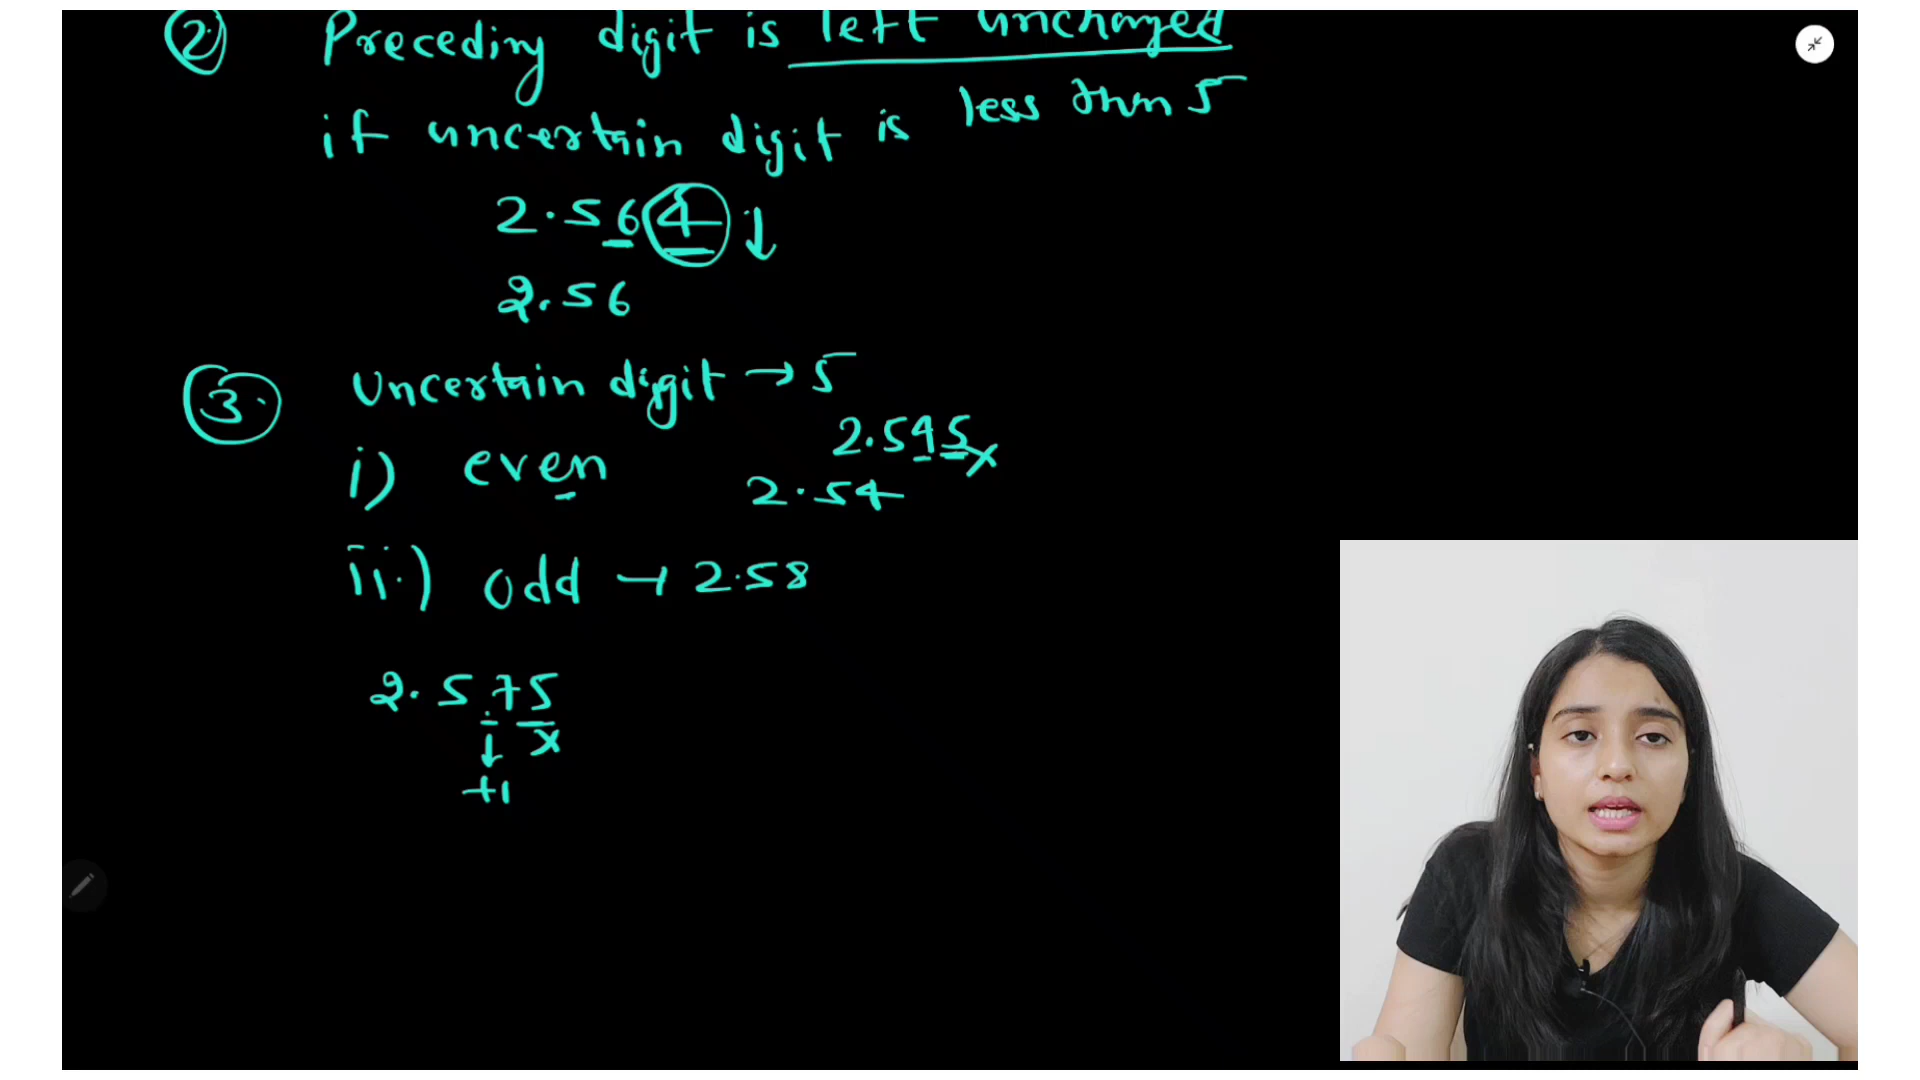 2. Preceding digit is left unchanged
if uncertain digit is less than 5
2.564 ↓
2.56
3. Uncertain digit → 5
2.545 x
i) even 2.54
ii.) odd → 2.58
2.575
↓ x
+1